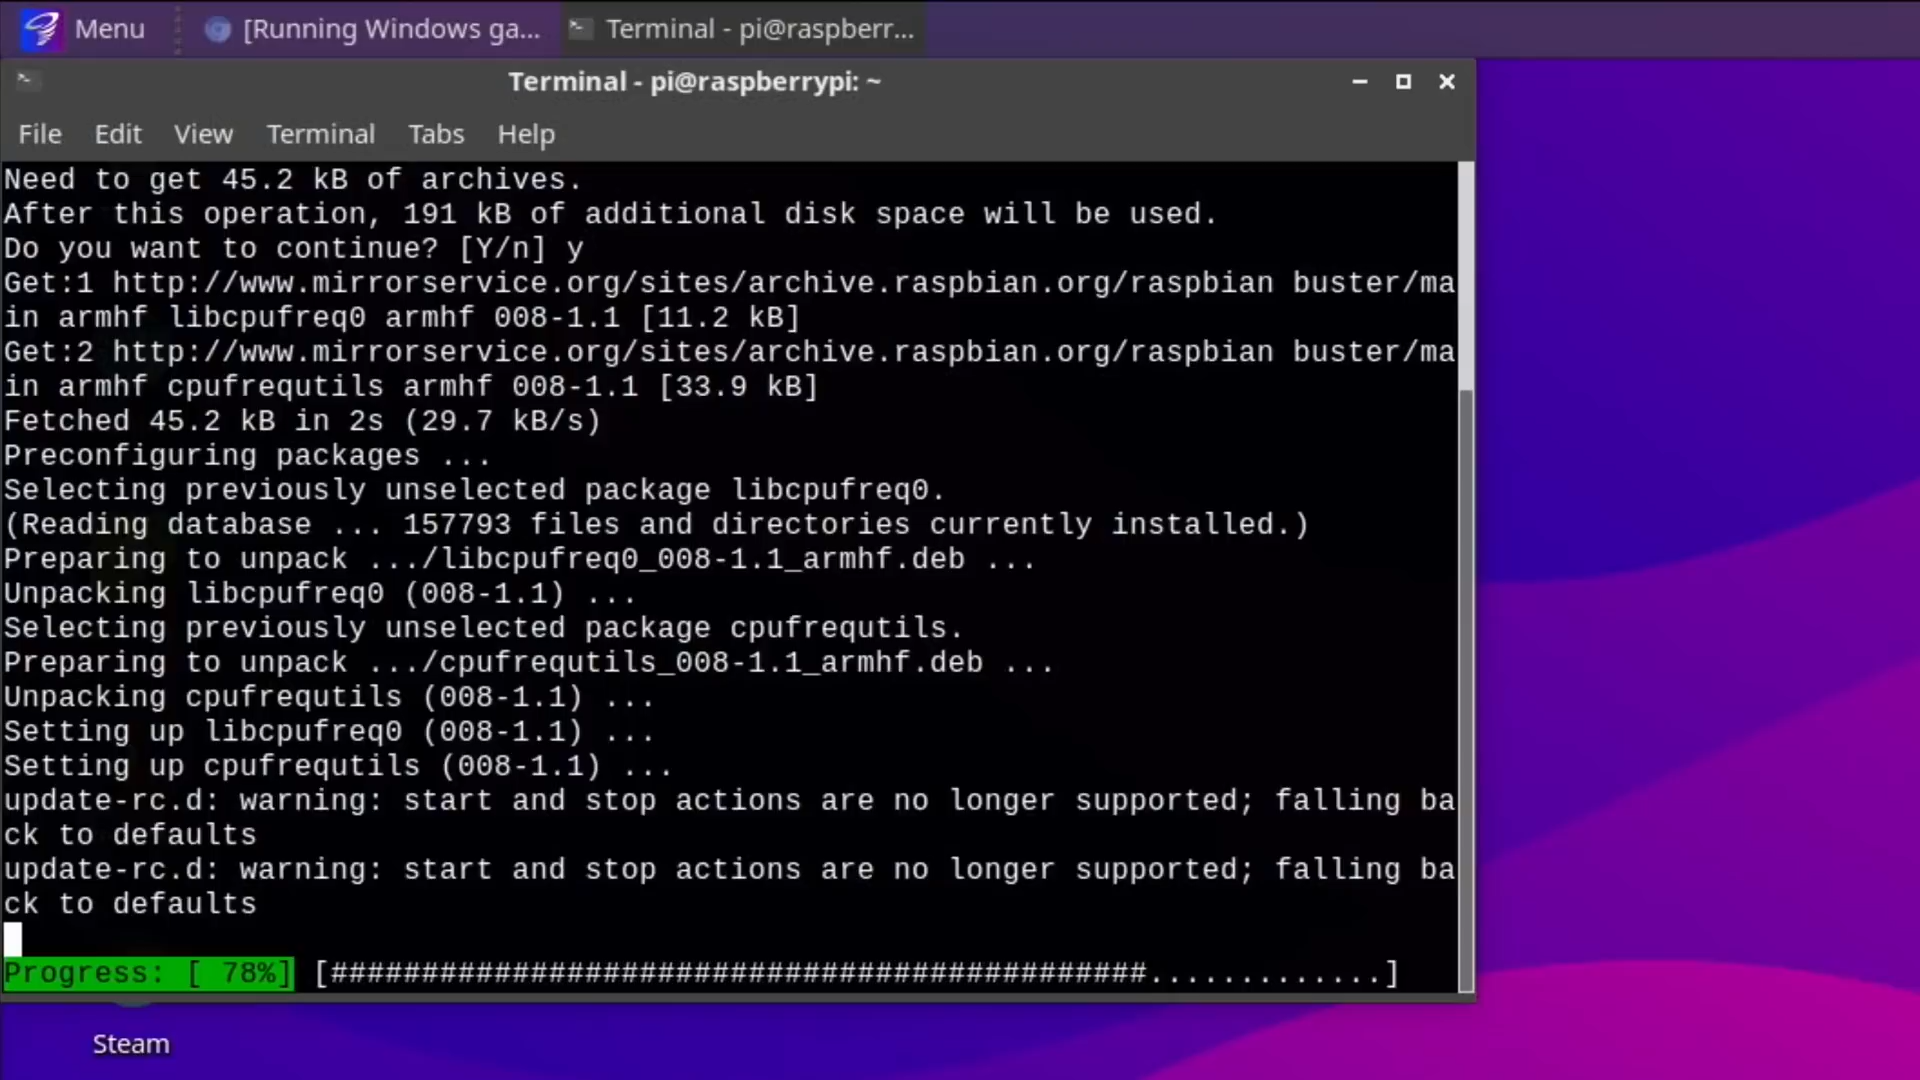 Menu
[Running Windows ga...
Terminal - pi@raspberr...
Terminal - pi@raspberrypi: ~
File Edit View Terminal Tabs Help
Need to get 45.2 kB of archives.
After this operation, 191 kB of additional disk space will be used.
Do you want to continue? [Y/n] y
Get:1 http://www.mirrorservice.org/sites/archive.raspbian.org/raspbian buster/ma
in armhf libcpufreq0 armhf 008-1.1 [11.2 kB]
Get:2 http://www.mirrorservice.org/sites/archive.raspbian.org/raspbian buster/ma
in armhf cpufrequtils armhf 008-1.1 [33.9 kB]
Fetched 45.2 kB in 2s (29.7 kB/s)
Preconfiguring packages ...
Selecting previously unselected package libcpufreq0.
(Reading database ... 157793 files and directories currently installed.)
Preparing to unpack .../libcpufreq0_008-1.1_armhf.deb ...
Unpacking libcpufreq0 (008-1.1) ...
Selecting previously unselected package cpufrequtils.
Preparing to unpack .../cpufrequtils_008-1.1_armhf.deb ...
Unpacking cpufrequtils (008-1.1) ...
Setting up libcpufreq0 (008-1.1) ...
Setting up cpufrequtils (008-1.1) ...
update-rc.d: warning: start and stop actions are no longer supported; falling ba
ck to defaults
update-rc.d: warning: start and stop actions are no longer supported; falling ba
ck to defaults
Progress: [ 78%] [#############################################.............]
Steam